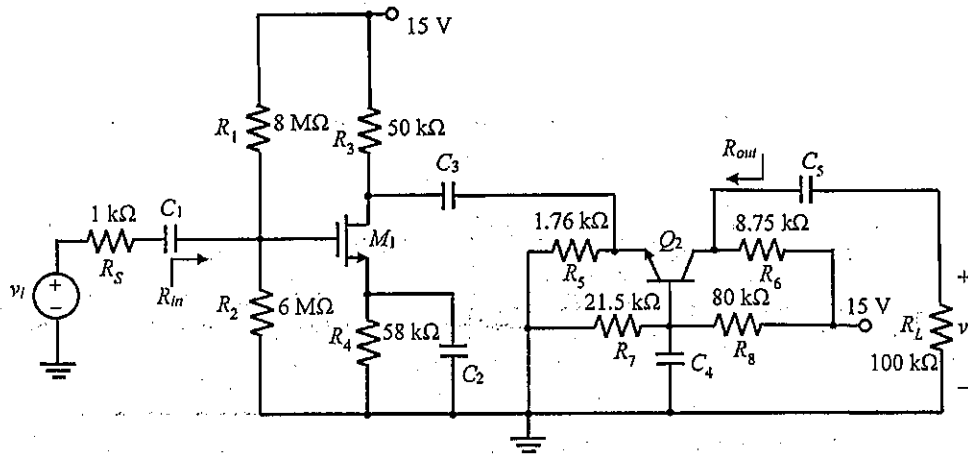 15 V
R1
8 MΩ
R3
50 kΩ
C3
Rout
C5
1 kΩ
C1
M1
1.76 kΩ
Q2
8.75 kΩ
vi
RS
Rin
R5
R6
+
R2
6 MΩ
21.5 kΩ
80 kΩ
15 V
RL
v
R4
58 kΩ
C2
R7
C4
R8
100 kΩ
−